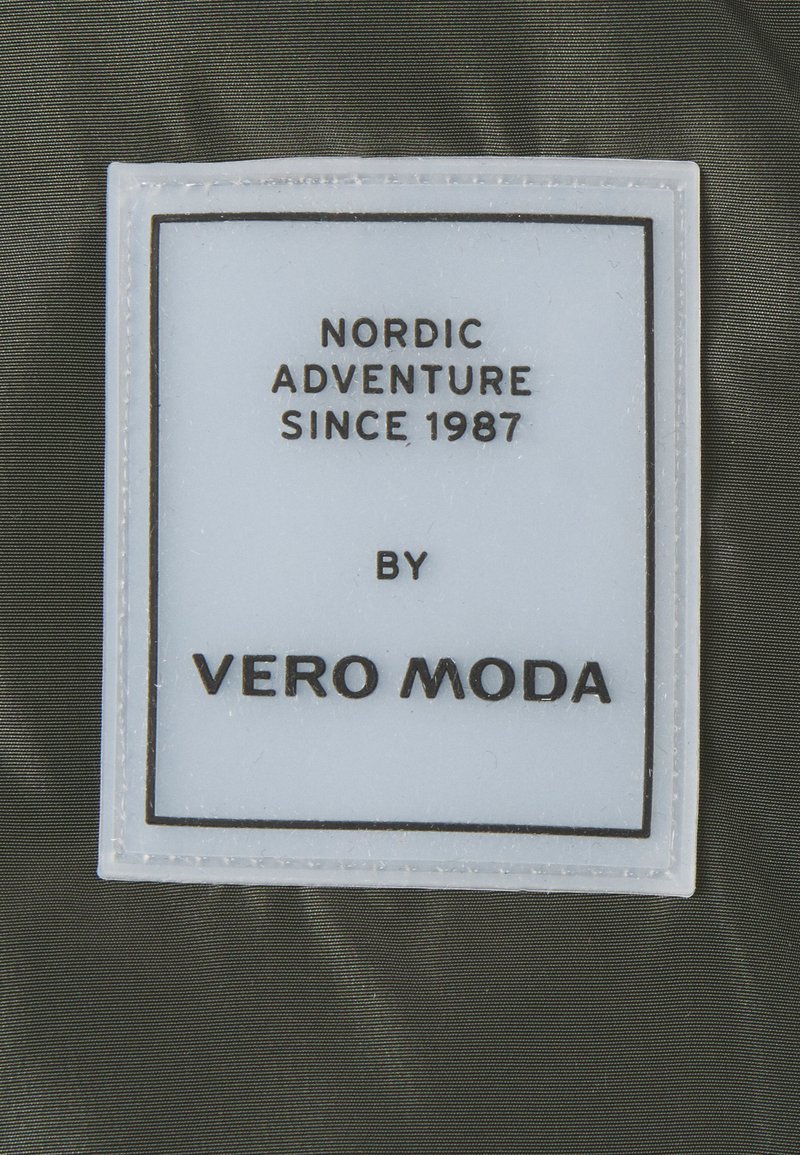 NORDIC
ADVENTURE
SINCE 1987
BY
VERO MODA